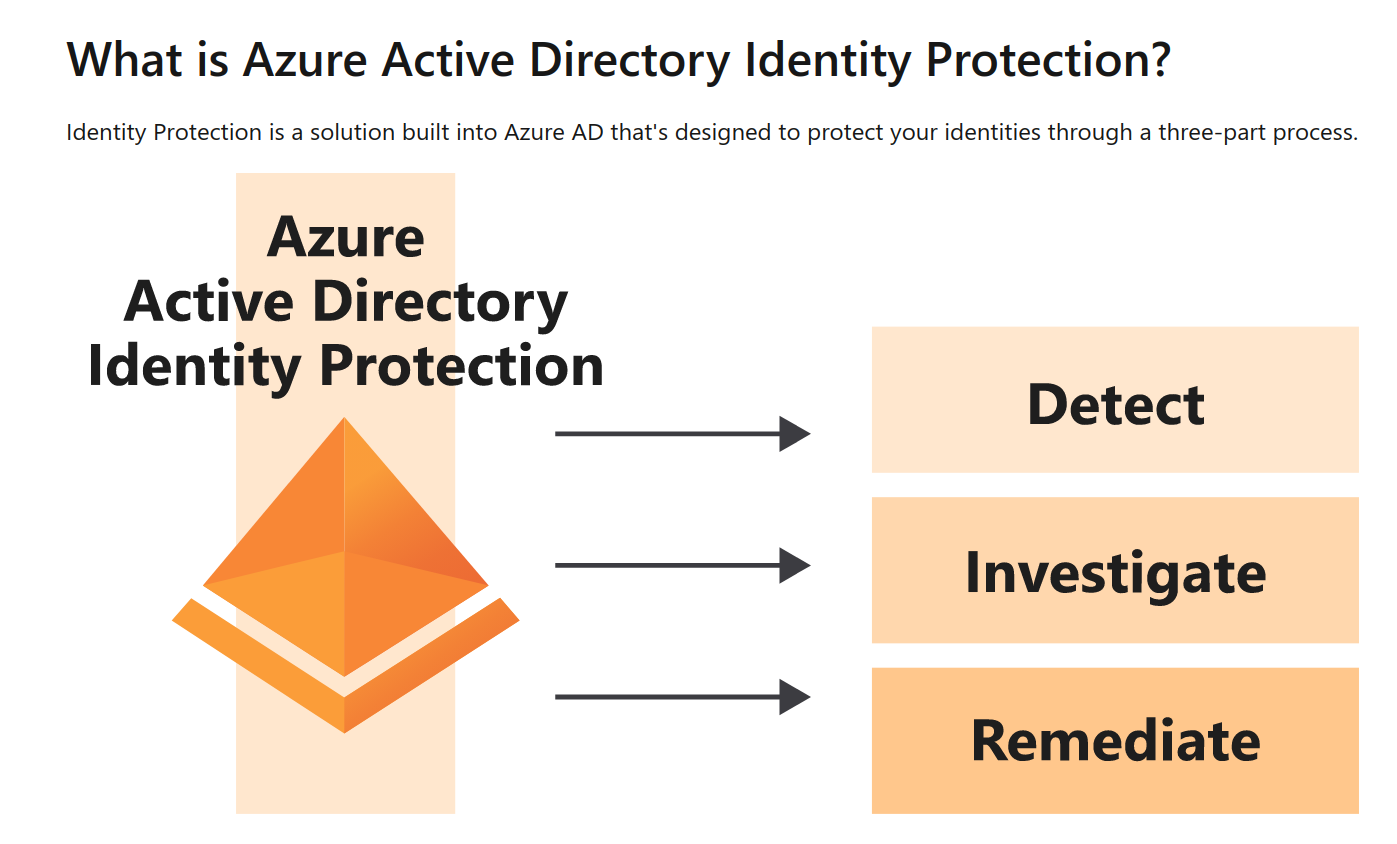 What is Azure Active Directory Identity Protection?
Identity Protection is a solution built into Azure AD that's designed to protect your identities through a three-part process.
Azure
Active Directory
Identity Protection
Detect
Investigate
Remediate